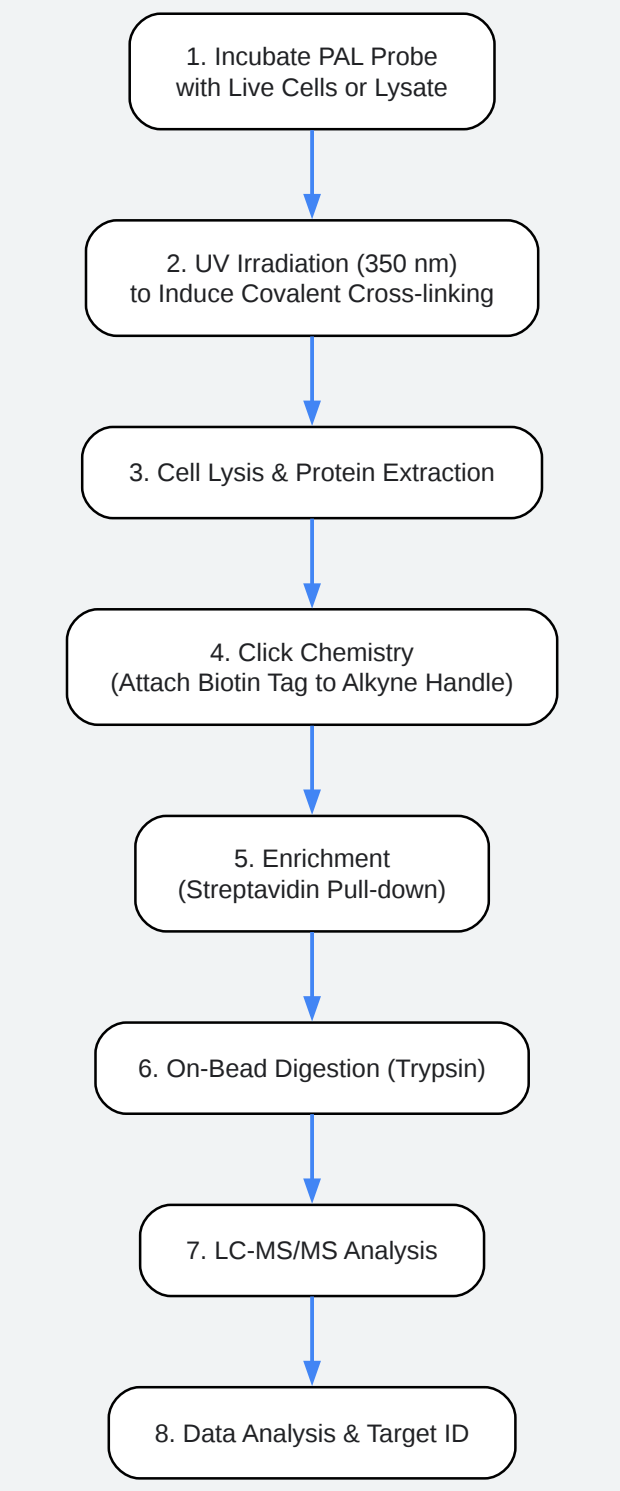 1. Incubate PAL Probe
with Live Cells or Lysate
2. UV Irradiation (350 nm)
to Induce Covalent Cross-linking
3. Cell Lysis & Protein Extraction
4. Click Chemistry
(Attach Biotin Tag to Alkyne Handle)
5. Enrichment
(Streptavidin Pull-down)
6. On-Bead Digestion (Trypsin)
7. LC-MS/MS Analysis
8. Data Analysis & Target ID